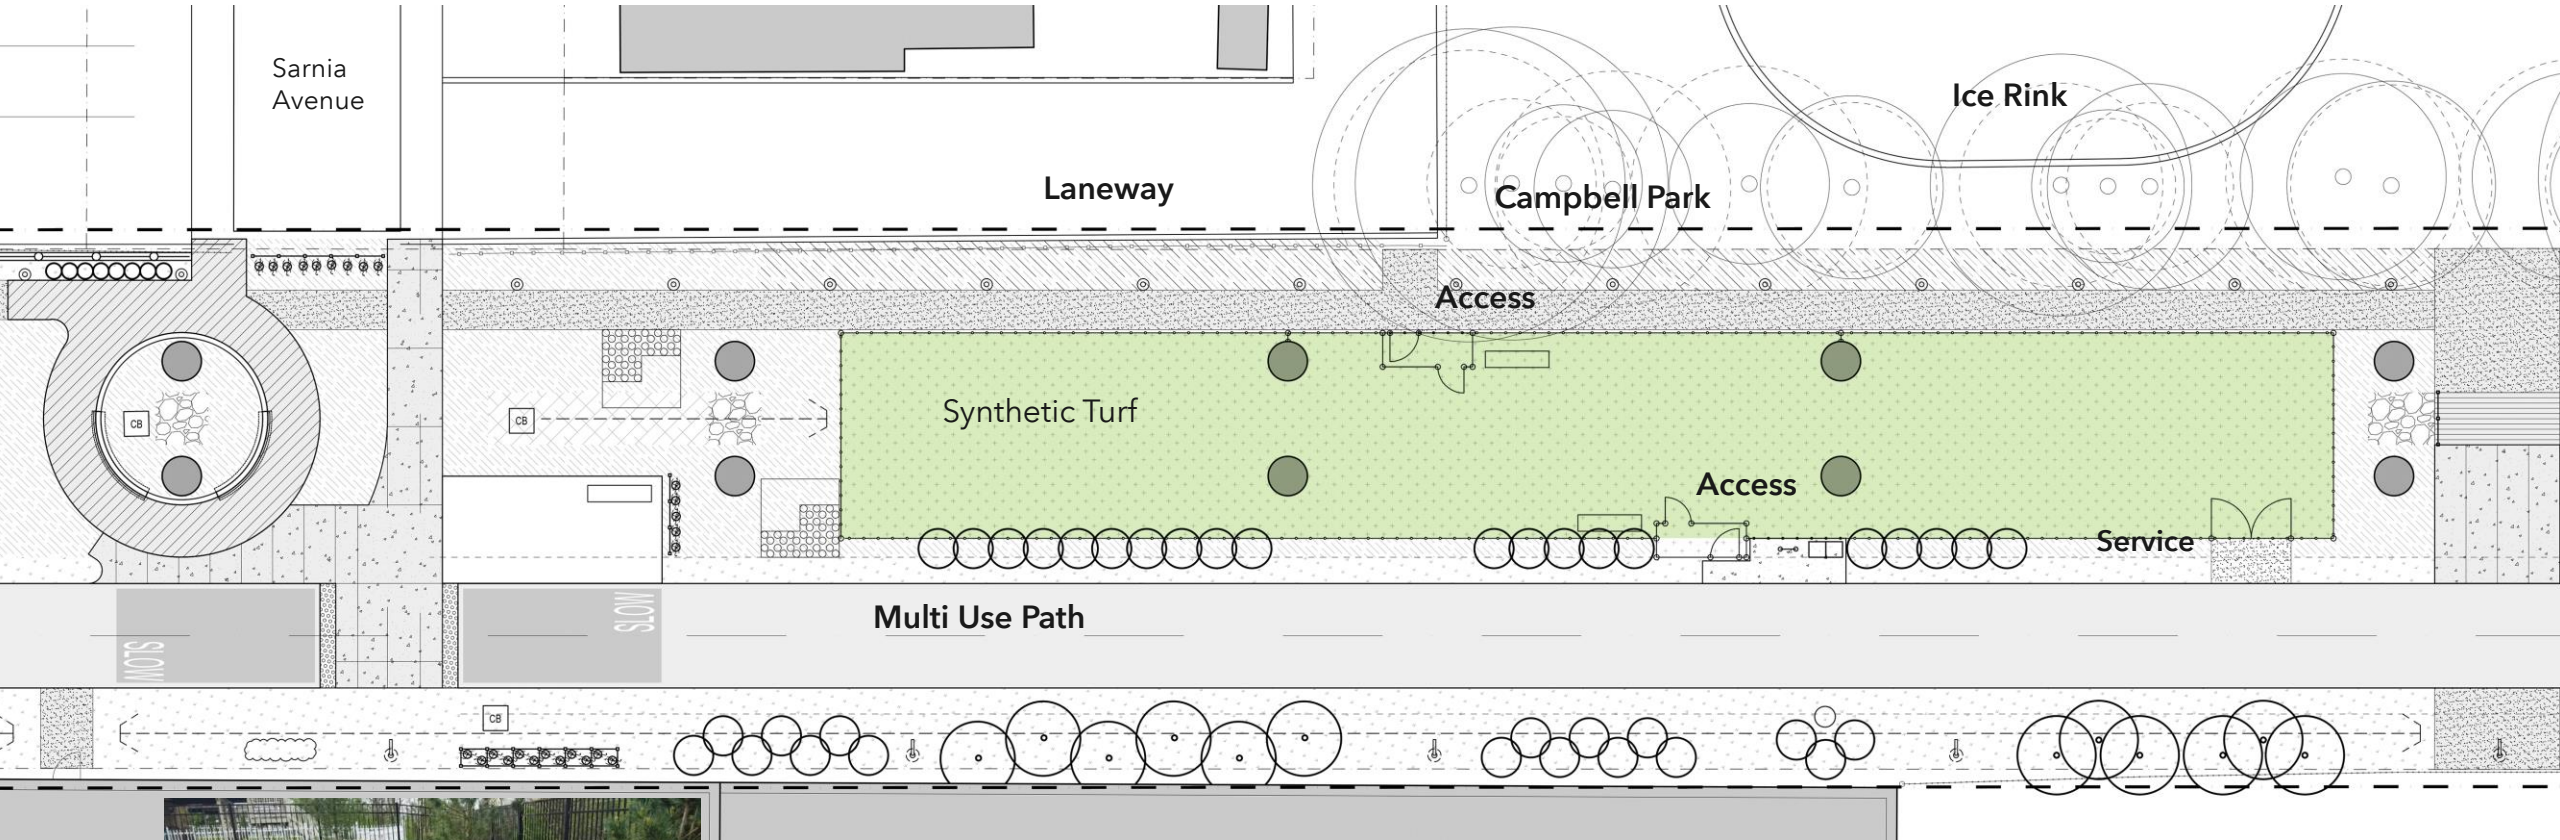 Sarnia
Avenue
Ice Rink
Laneway
Campbell Park
Access
Synthetic Turf
CB
CB
Access
Service
Multi Use Path
SLOW
SLOW
CB